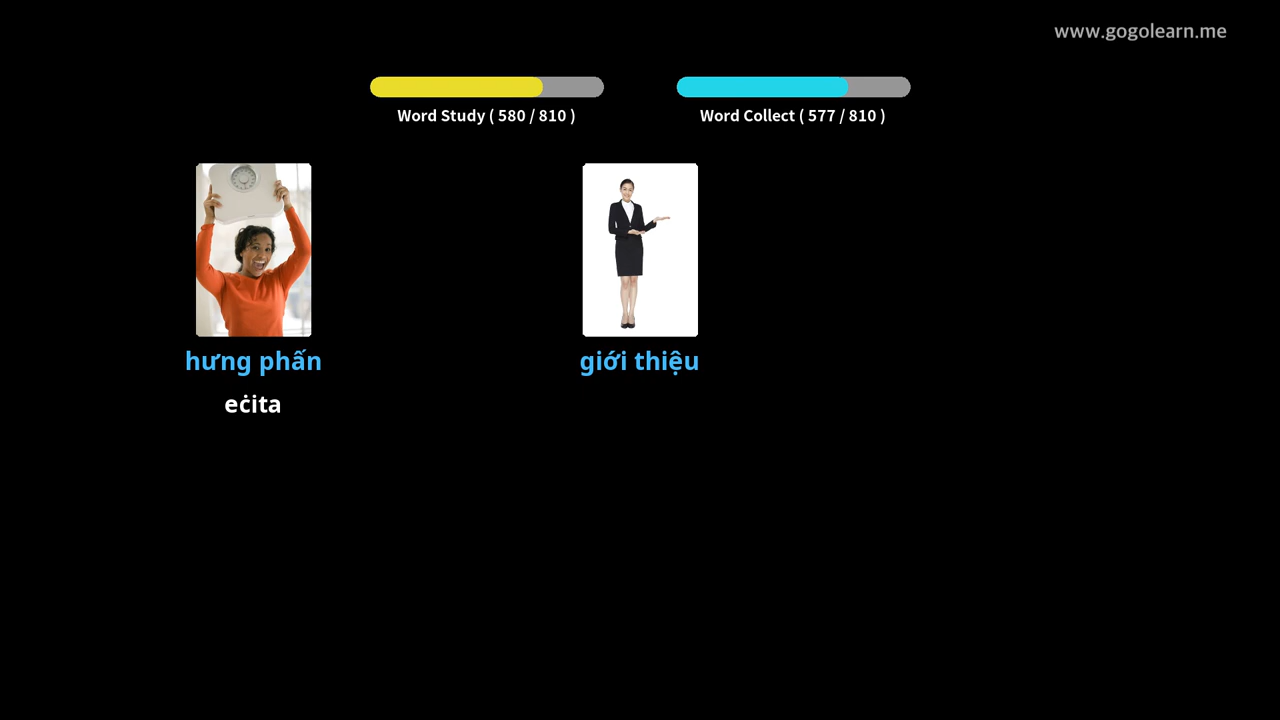 www.gogolearn.me
Word Study ( 580 / 810 )
Word Collect ( 577 / 810 )
hưng phấn
giới thiệu
eċita